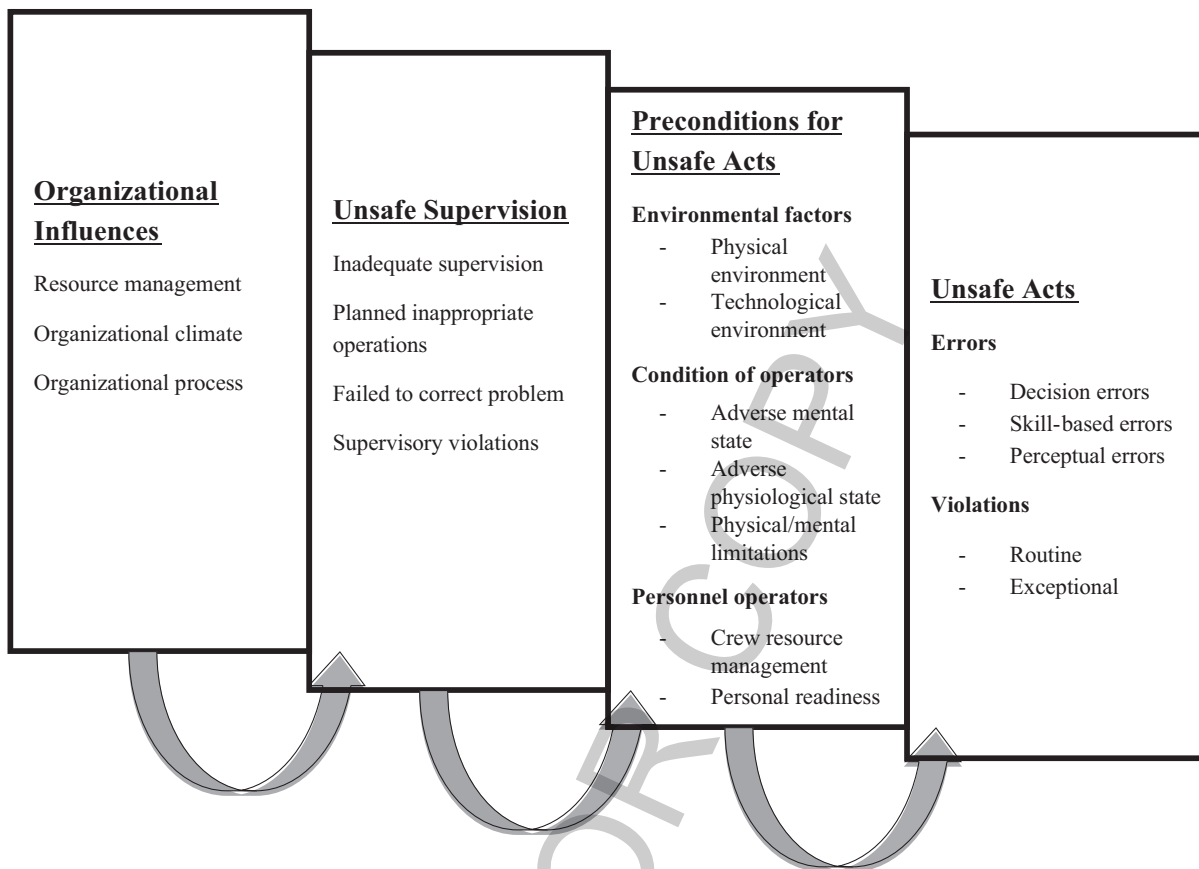 Organizational
Influences
Resource management
Organizational climate
Organizational process
Unsafe Supervision
Inadequate supervision
Planned inappropriate
operations
Failed to correct problem
Supervisory violations
Preconditions for
Unsafe Acts
Environmental factors
- Physical
environment
- Technological
environment
Condition of operators
- Adverse mental
state
- Adverse
physiological state
- Physical/mental
limitations
Personnel operators
- Crew resource
management
- Personal readiness
Unsafe Acts
Errors
- Decision errors
- Skill-based errors
- Perceptual errors
Violations
- Routine
- Exceptional
OR COPY